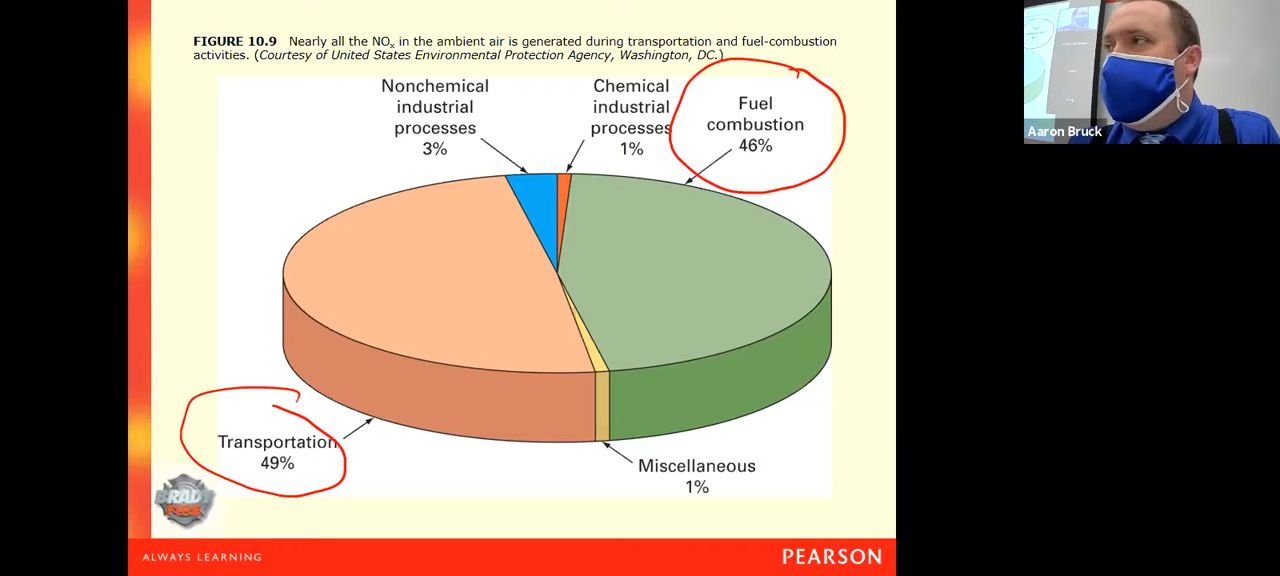 FIGURE 10.9 Nearly all the NOx in the ambient air is generated during transportation and fuel-combustion
activities. (Courtesy of United States Environmental Protection Agency, Washington, DC.)
Nonchemical
industrial
processes
3%
Chemical
industrial
processes
1%
Fuel
combustion
46%
Aaron Bruck
Transportation
49%
Miscellaneous
1%
BRADY
FIRE
ALWAYS LEARNING
PEARSON